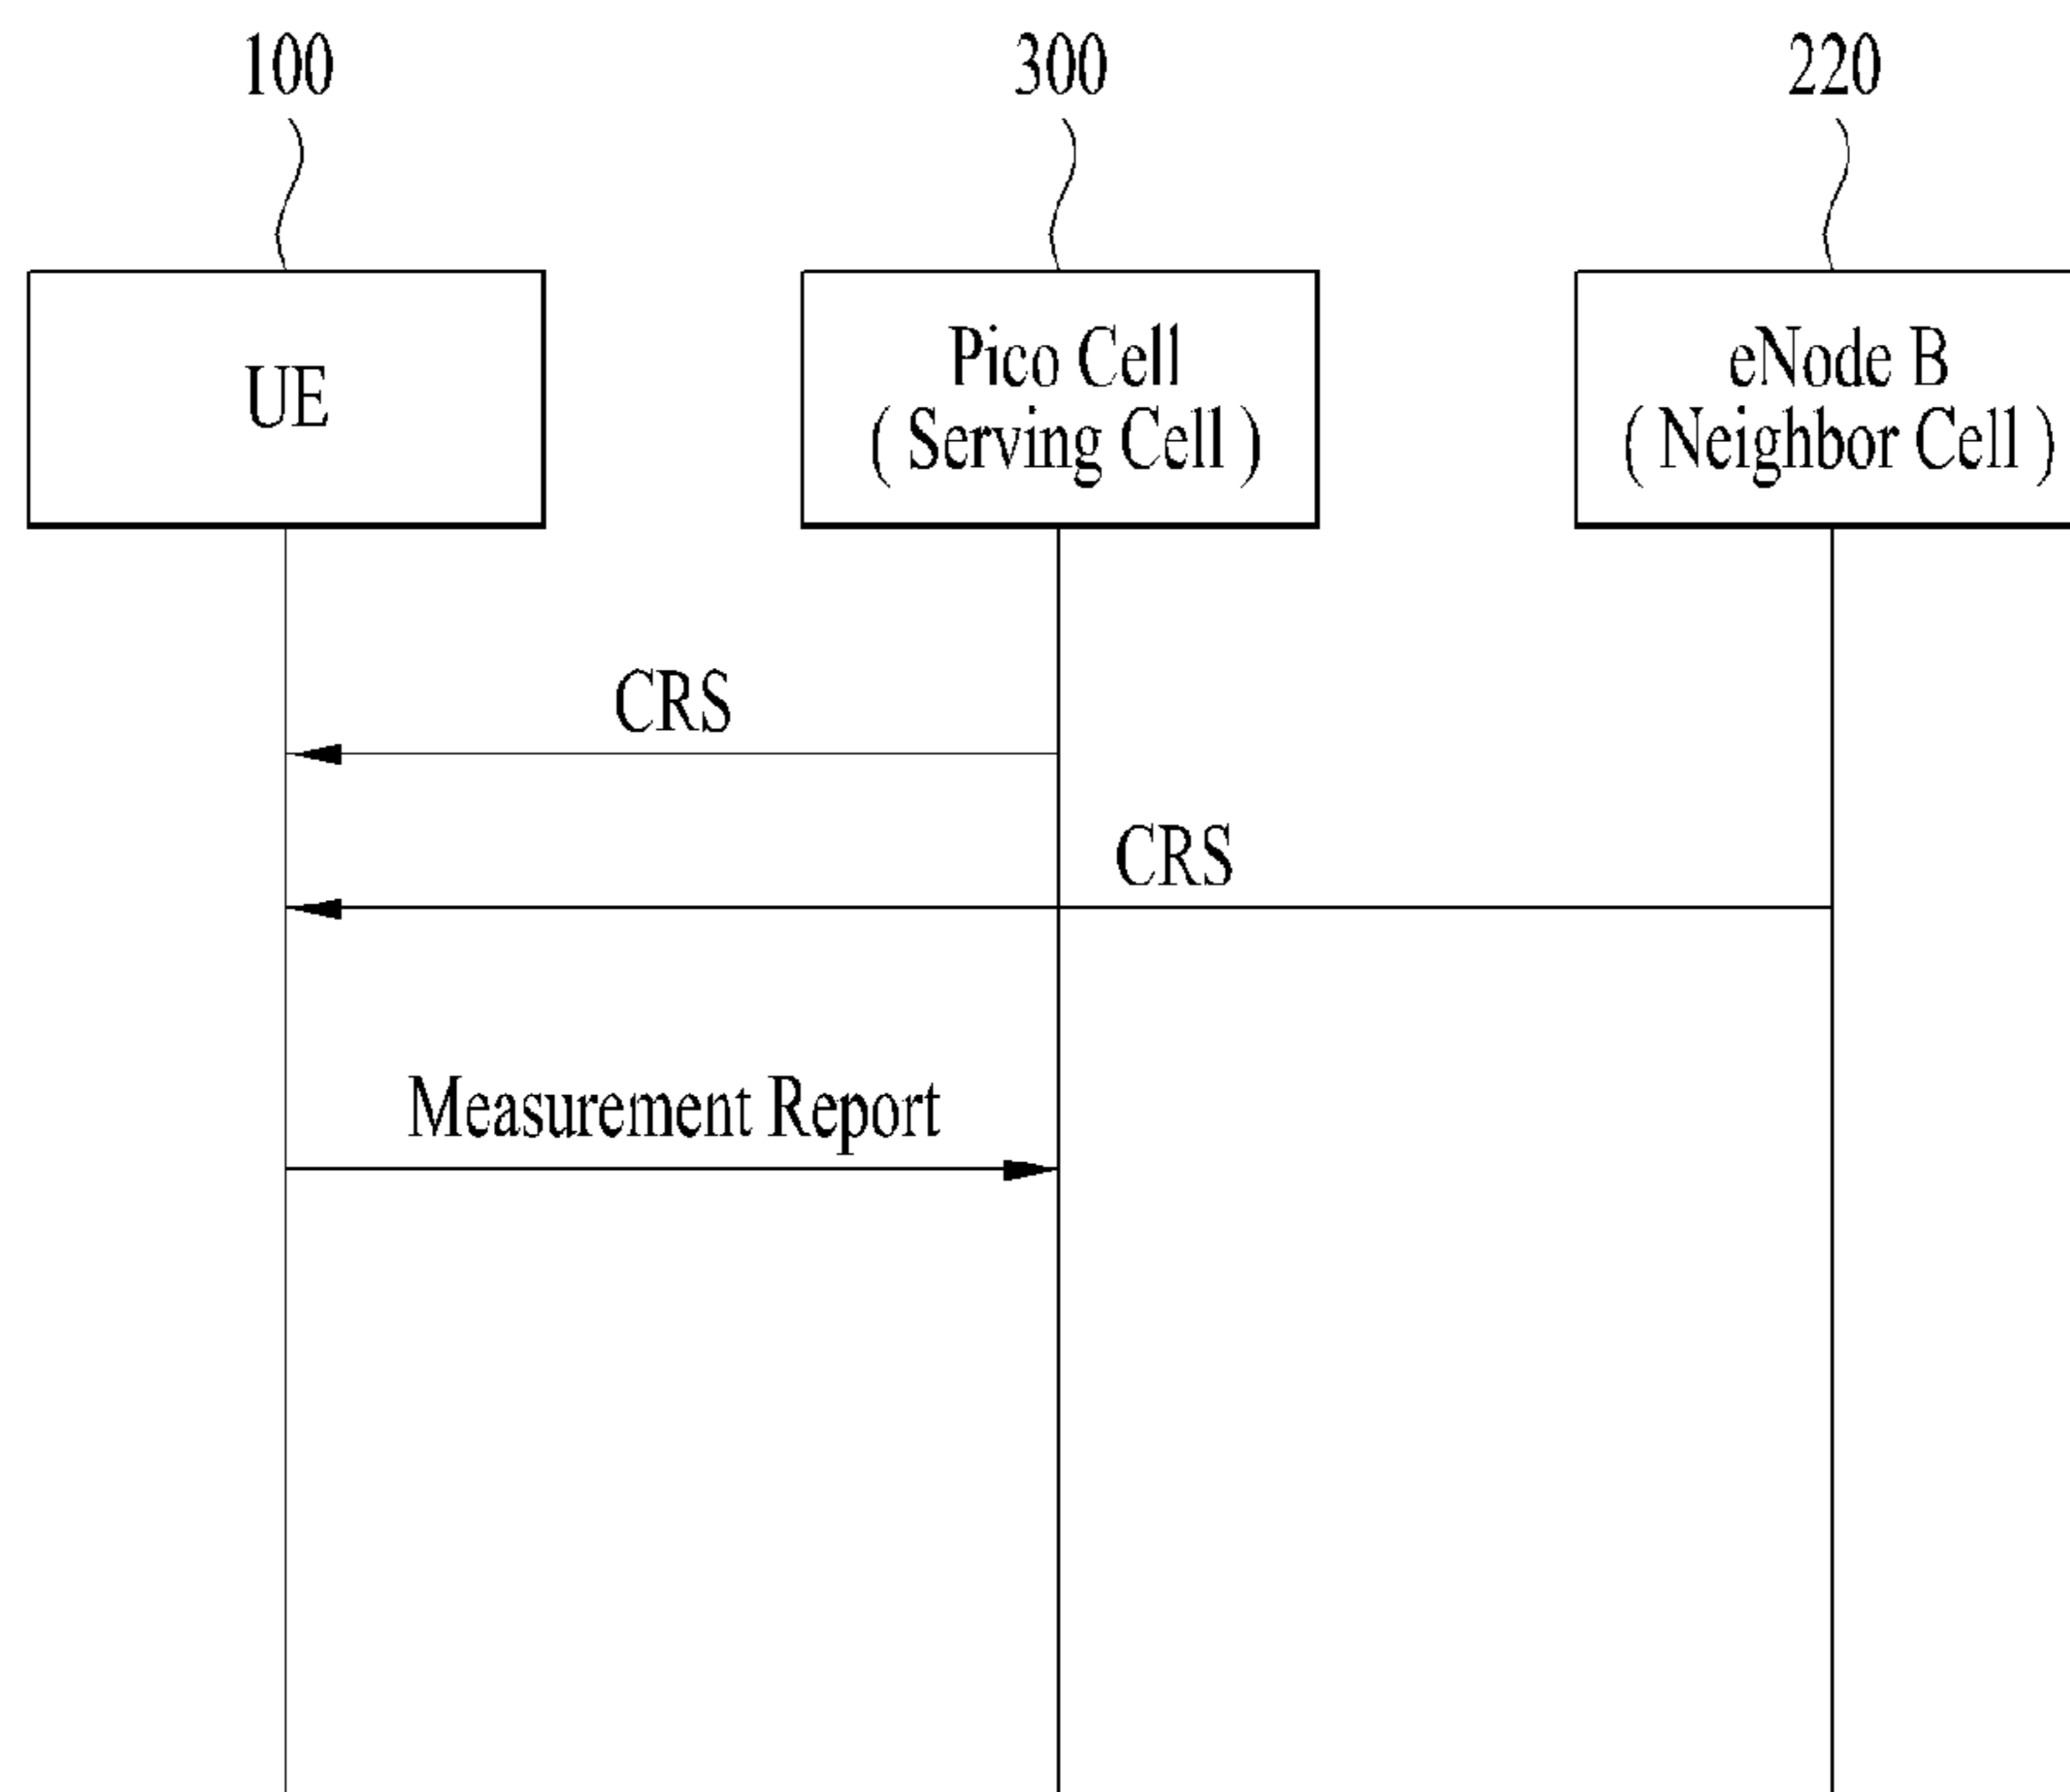 100
300
220
UE
Pico Cell
( Serving Cell )
eNode B
( Neighbor Cell )
CRS
CRS
Measurement Report